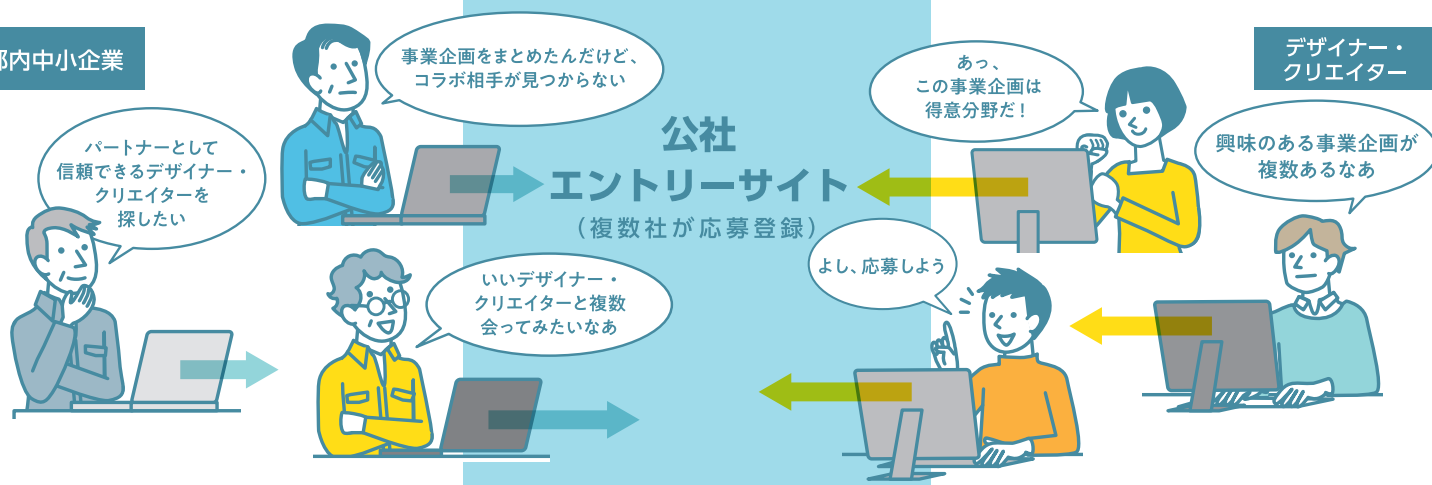 都内中小企業
事業企画をまとめたんだけど、
コラボ相手が見つからない
パートナーとして
信頼できるデザイナー・
クリエイターを
探したい
いいデザイナー・
クリエイターと複数
会ってみたいなあ
公社
エントリーサイト
（複数社が応募登録）
デザイナー・
クリエイター
あっ、
この事業企画は
得意分野だ！
興味のある事業企画が
複数あるなあ
よし、応募しよう